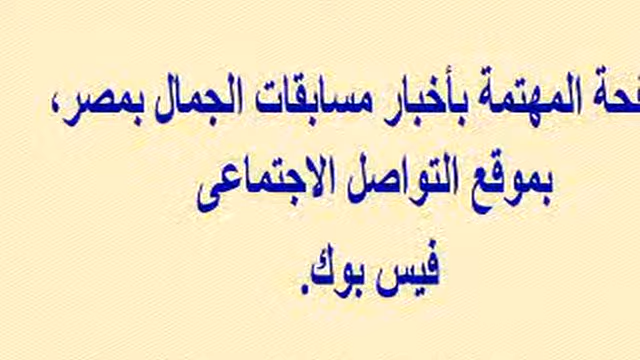 المهتمة بأخبار مسابقات الجمال بمصر،
بموقع التواصل الاجتماعى
فيس بوك.